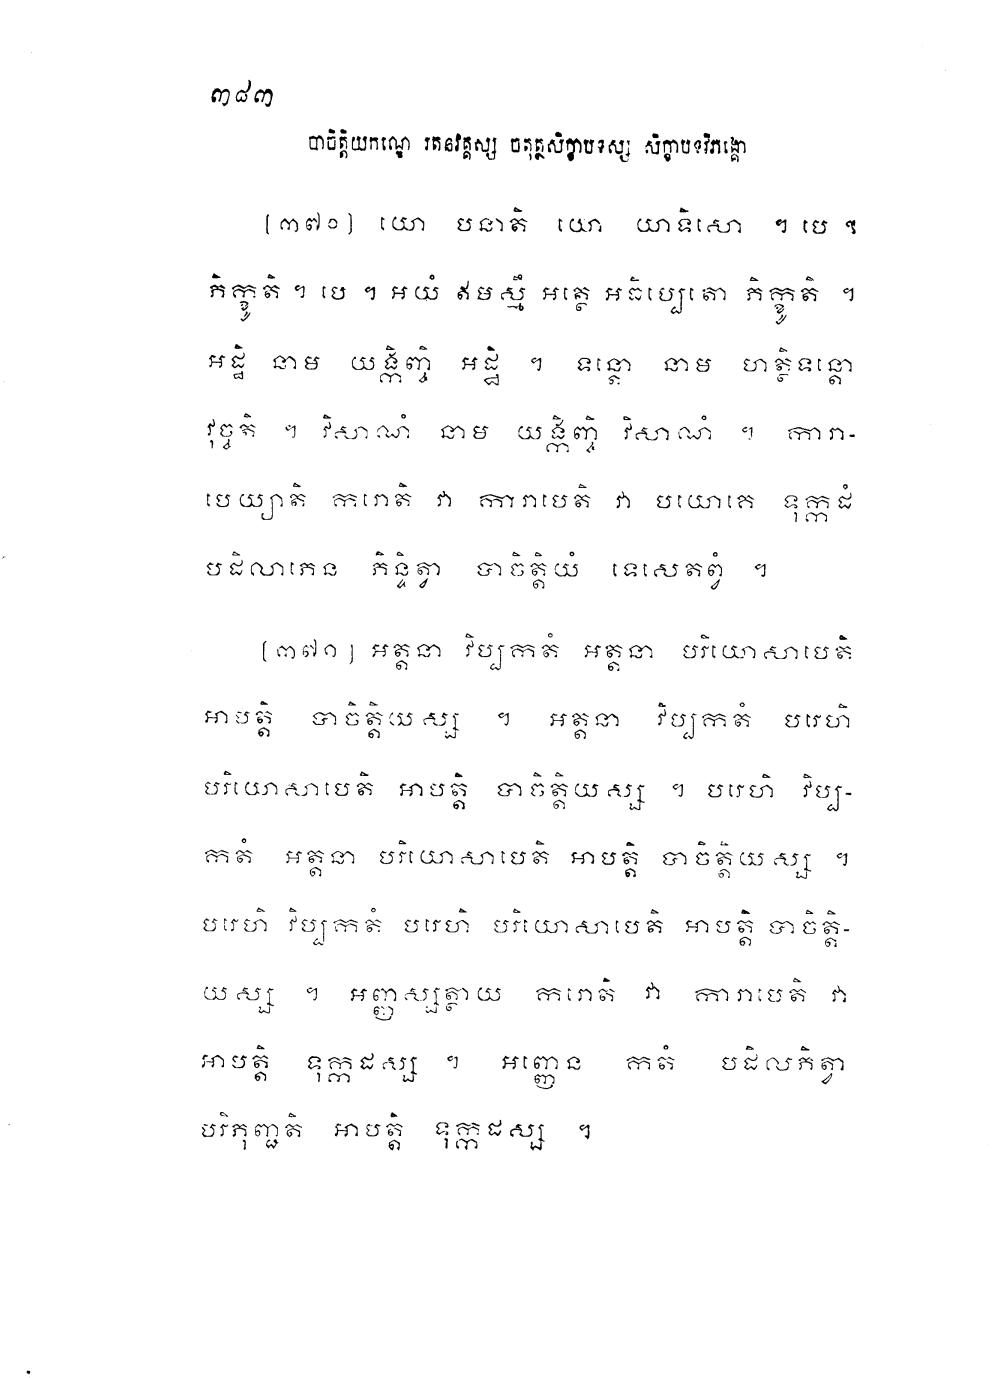 ៣៨៣
បាចិត្តិយកណ្ឌេ រតនវគ្គស្ស ចតុត្ថសិក្ខាបទស្ស សិក្ខាបទវិភង្គោ
[៣៧០] យោ បនាតិ យោ យាទិសោ ។ បេ ។
ភិក្ខូតិ ។ បេ ។ អយំ ឥមស្មឹ អត្ថេ អធិប្បេតោ ភិក្ខូតិ ។
អដ្ឋិ នាម យង្កិញ្ចិ អដ្ឋិ ។ ទន្តោ នាម ហត្ថិទន្តោ
វុច្ចតិ ។ វិសាណំ នាម យង្កិញ្ចិ វិសាណំ ។ ការា-
បេយ្យាតិ ករោតិ វា ការាបេតិ វា បយោគេ ទុក្កដំ
បដិលាភេន ភិន្ទិត្វា បាចិត្តិយំ ទេសេតព្វំ ។
[៣៧១] អត្តនា វិប្បកតំ អត្តនា បរិយោសាបេតិ
អាបត្តិ បាចិត្តិយស្ស ។ អត្តនា វិប្បកតំ បរេហិ
បរិយោសាបេតិ អាបត្តិ បាចិត្តិយស្ស ។ បរេហិ វិប្ប-
កតំ អត្តនា បរិយោសាបេតិ អាបត្តិ បាចិត្តិយស្ស ។
បរេហិ វិប្បកតំ បរេហិ បរិយោសាបេតិ អាបត្តិ បាចិត្តិ-
យស្ស ។ អញ្ញស្សត្ថាយ ករោតិ វា ការាបេតិ វា
អាបត្តិ ទុក្កដស្ស ។ អញ្ញេន កតំ បដិលភិត្វា
បរិភុញ្ជតិ អាបត្តិ ទុក្កដស្ស ។